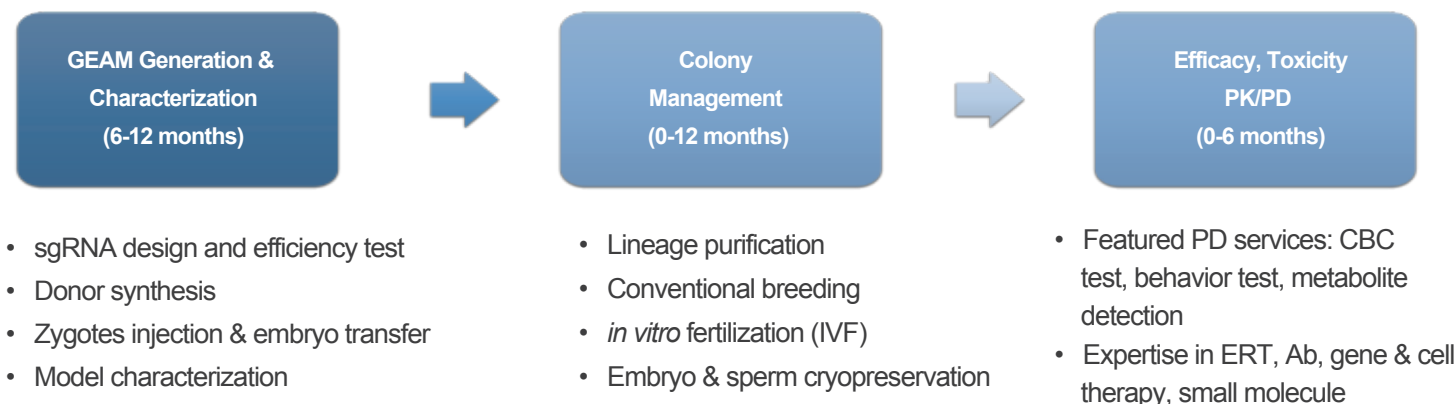 GEAM Generation &
Characterization
(6-12 months)
Colony
Management
(0-12 months)
Efficacy, Toxicity
PK/PD
(0-6 months)
• sgRNA design and efficiency test
• Donor synthesis
• Zygotes injection & embryo transfer
• Model characterization
• Lineage purification
• Conventional breeding
• in vitro fertilization (IVF)
• Embryo & sperm cryopreservation
• Featured PD services: CBC
test, behavior test, metabolite
detection
• Expertise in ERT, Ab, gene & cell
therapy, small molecule